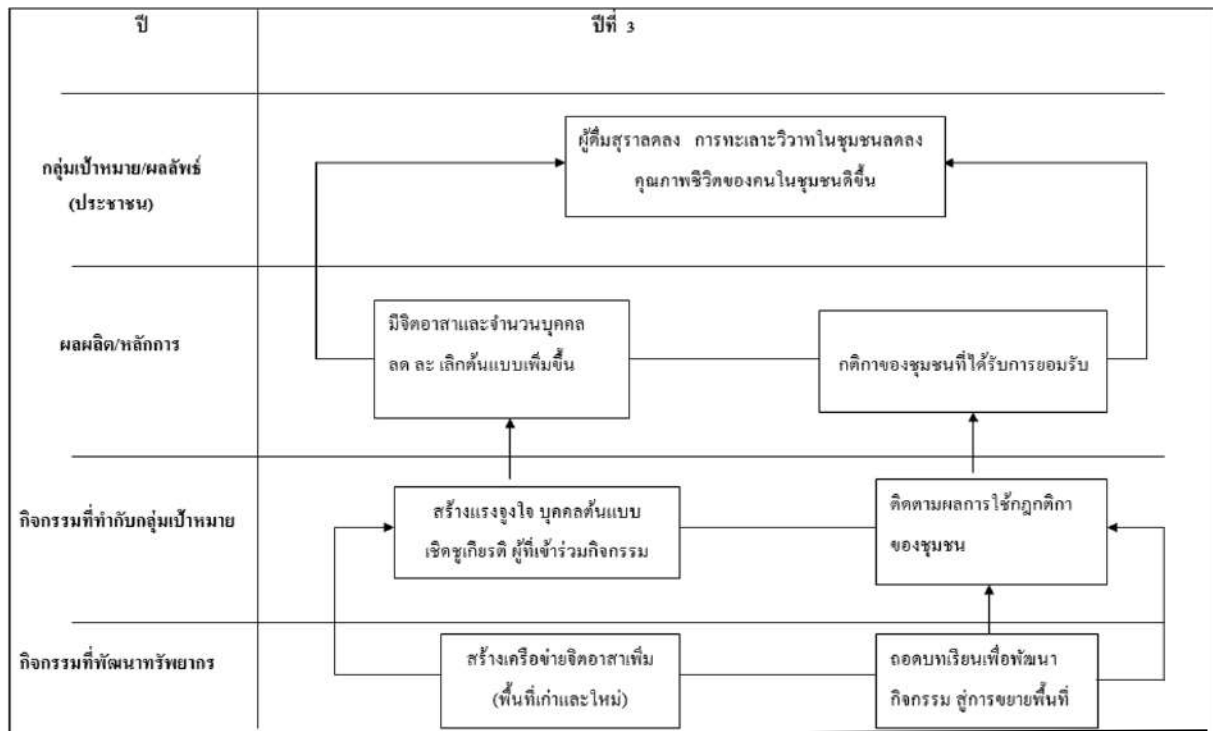 ปี
ปีที่ 3
กลุ่มเป้าหมาย/ผลลัพธ์
(ประชาชน)
ผู้ดื่มสุราลดลง การทะเลาะวิวาทในชุมชนลดลง
คุณภาพชีวิตของคนในชุมชนดีขึ้น
ผลผลิต/หลักการ
มีจิตอาสาและจำนวนบุคคล
ลด ละ เลิกต้นแบบเพิ่มขึ้น
กติกาของชุมชนที่ได้รับการยอมรับ
กิจกรรมที่ทำกับกลุ่มเป้าหมาย
สร้างแรงจูงใจ บุคคลต้นแบบ
เชิดชูเกียรติ ผู้ที่เข้าร่วมกิจกรรม
ติดตามผลการใช้กฎกติกา
ของชุมชน
กิจกรรมที่พัฒนาทรัพยากร
สร้างเครือข่ายจิตอาสาเพิ่ม
(พื้นที่เก่าและใหม่)
ถอดบทเรียนเพื่อพัฒนา
กิจกรรม สู่การขยายพื้นที่